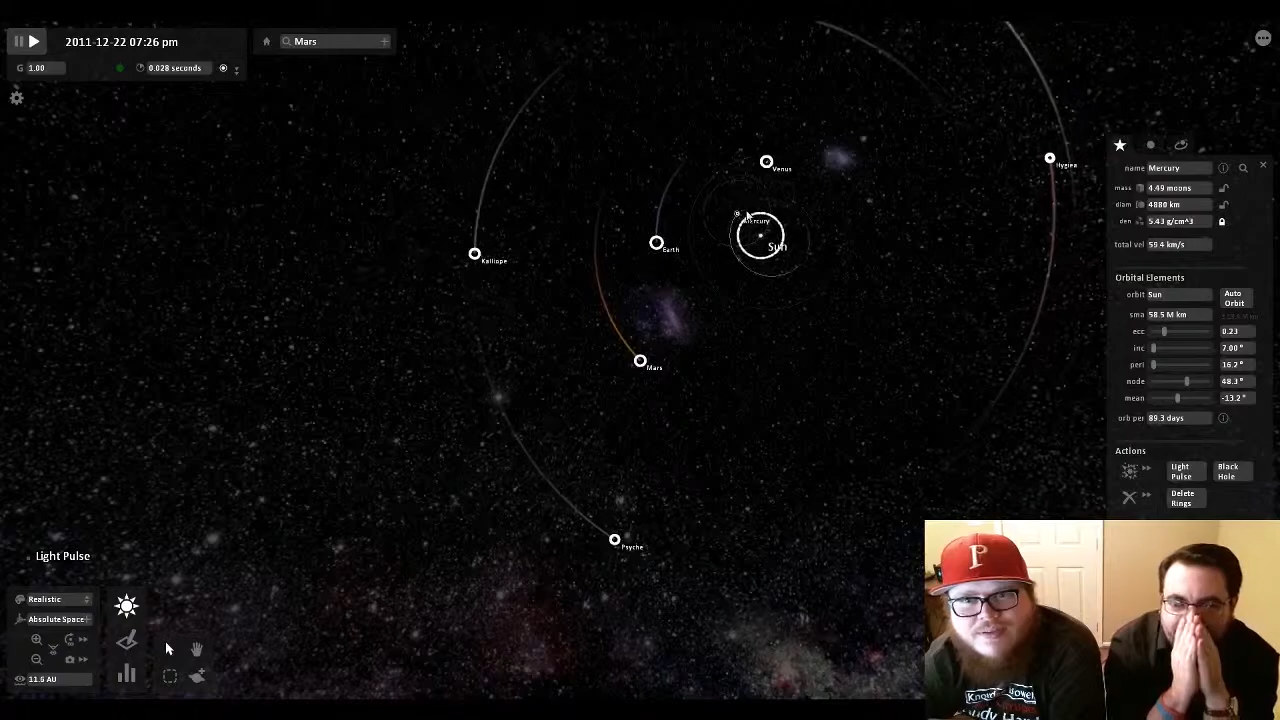 2011-12-22 07:26 pm
Mars
G 1.00
0.028 seconds
Venus
Hygiea
Mercury
Sun
Earth
Kalliope
Mars
Psyche
name Mercury
mass 4.49 moons
diam 4880 km
den 5.43 g/cm^3
total vel 59.4 km/s
Orbital Elements
orbit Sun
Auto
Orbit
sma 58.5 M km
ecc 0.23
inc 7.00°
peri 16.2°
node 48.3°
mean -13.2°
orb per 89.3 days
Actions
Light
Pulse
Black
Hole
Delete
Rings
Light Pulse
Realistic
Absolute Space
11.6 AU
P